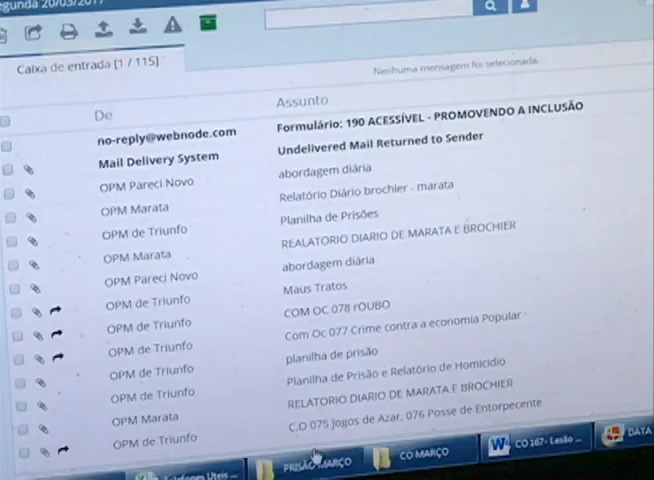 egunda 20/03/2017
Caixa de entrada [1 / 115]
Nenhuma mensagem foi selecionada.
De Assunto
no-reply@webnode.com Formulário: 190 ACESSÍVEL - PROMOVENDO A INCLUSÃO
Mail Delivery System Undelivered Mail Returned to Sender
OPM Pareci Novo abordagem diária
OPM Marata Relatório Diário brochier - marata
OPM de Triunfo Planilha de Prisões
OPM Marata REALATORIO DIARIO DE MARATA E BROCHIER
OPM Pareci Novo abordagem diária
OPM de Triunfo Maus Tratos
OPM de Triunfo COM OC 078 rOUBO
OPM de Triunfo Com Oc 077 Crime contra a economia Popular
OPM de Triunfo planilha de prisão
OPM de Triunfo Planilha de Prisão e Relatório de Homicidio
OPM Marata RELATORIO DIARIO DE MARATA E BROCHIER
OPM de Triunfo C.O 075 Jogos de Azar, 076 Posse de Entorpecente
Telefones Úteis ... PRISÃO MARÇO CO MARÇO CO 167 - Lesão ... DATA